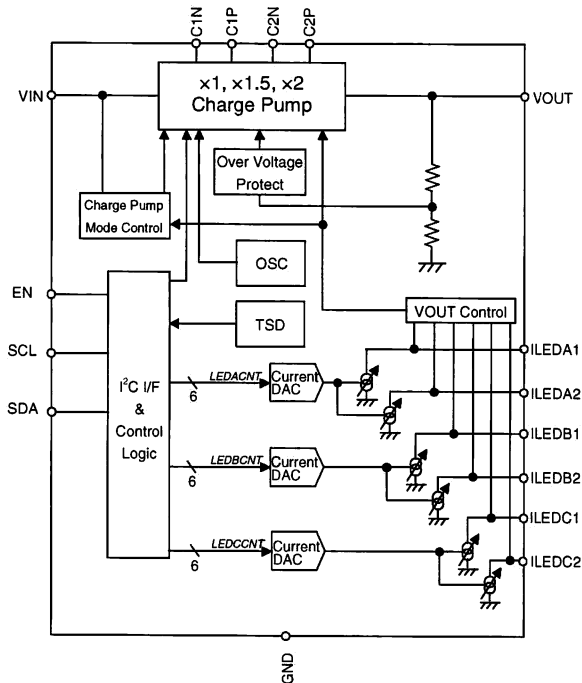 C1N
C1P
C2N
C2P
VIN
×1, ×1.5, ×2
Charge Pump
VOUT
Over Voltage
Protect
Charge Pump
Mode Control
OSC
EN
VOUT Control
TSD
SCL
ILEDA1
I²C I/F
&
Control
Logic
LEDACNT
6
Current
DAC
ILEDA2
SDA
ILEDB1
LEDBCNT
6
Current
DAC
ILEDB2
ILEDC1
LEDCCNT
6
Current
DAC
ILEDC2
GND